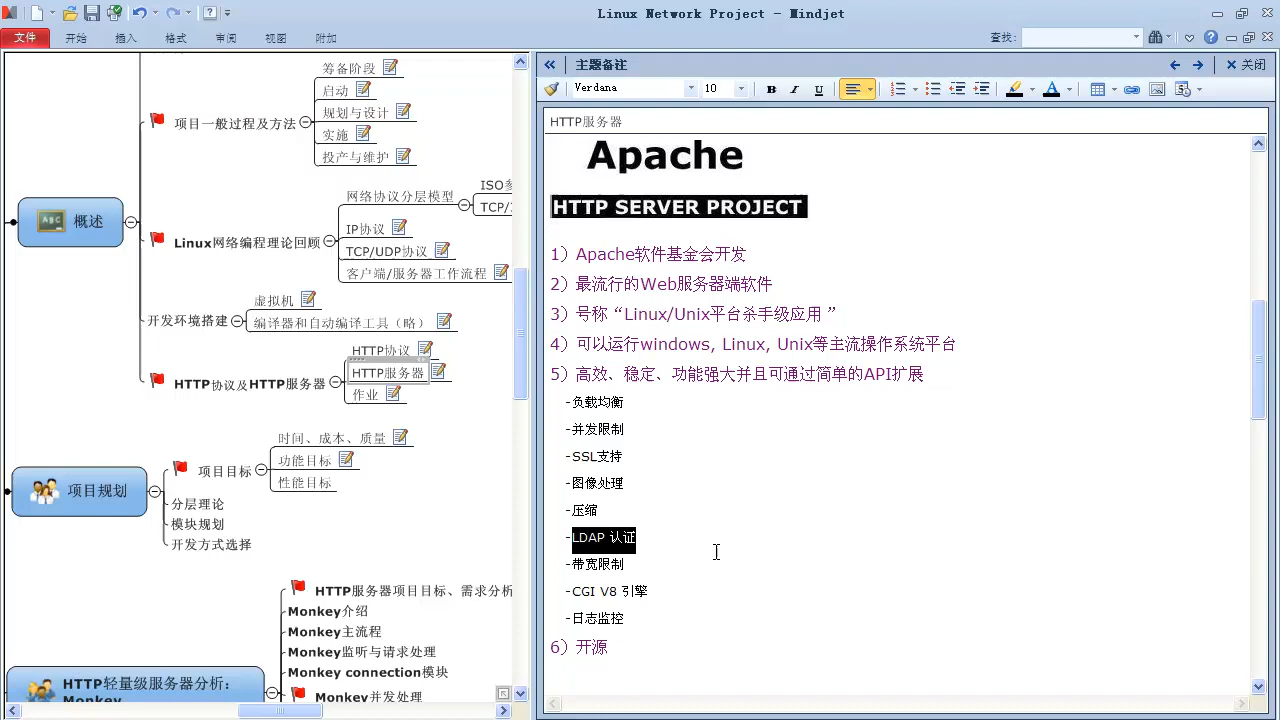 Linux Network Project - Mindjet
文件
开始
插入
格式
审阅
视图
附加
查找:
筹备阶段
启动
规划与设计
项目一般过程及方法
实施
投产与维护
ISO
网络协议分层模型
TCP/
概述
IP协议
Linux网络编程理论回顾
TCP/UDP协议
客户端/服务器工作流程
虚拟机
开发环境搭建
编译器和自动编译工具（略）
HTTP协议
HTTP服务器
HTTP协议及HTTP服务器
作业
时间、成本、质量
功能目标
项目目标
性能目标
项目规划
分层理论
模块规划
开发方式选择
HTTP服务器项目目标、需求分析
Monkey介绍
Monkey主流程
Monkey监听与请求处理
Monkey connection模块
HTTP轻量级服务器分析：
Monkey
Monkey并发处理
主题备注
关闭
Verdana
10
B I U
HTTP服务器
Apache
HTTP SERVER PROJECT
1）Apache软件基金会开发
2）最流行的Web服务器端软件
3）号称“Linux/Unix平台杀手级应用 ”
4）可以运行windows, Linux, Unix等主流操作系统平台
5）高效、稳定、功能强大并且可通过简单的API扩展
-负载均衡
-并发限制
-SSL支持
-图像处理
-压缩
-LDAP 认证
-带宽限制
-CGI V8 引擎
-日志监控
6）开源